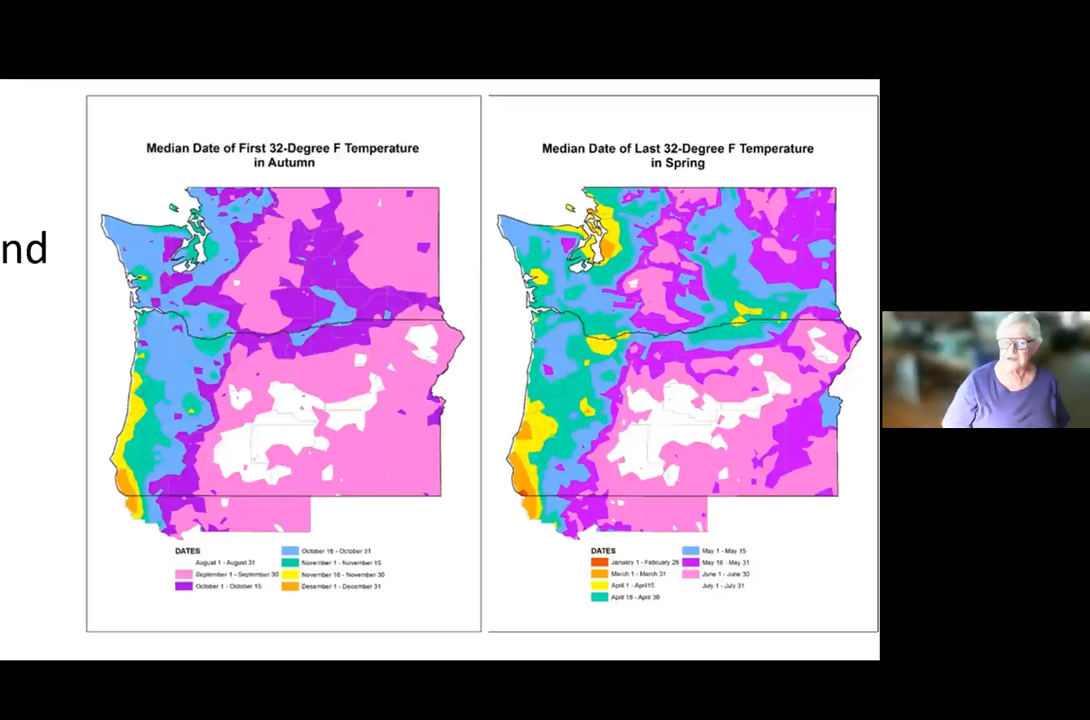 nd
Median Date of First 32-Degree F Temperature
in Autumn
DATES
August 1 - August 31
September 1 - September 30
October 1 - October 15
October 16 - October 31
November 1 - November 15
November 16 - November 30
December 1 - December 31
Median Date of Last 32-Degree F Temperature
in Spring
DATES
January 1 - February 28
March 1 - March 31
April 1 - April15
April 16 - April 30
May 1 - May 15
May 16 - May 31
June 1 - June 30
July 1 - July 31